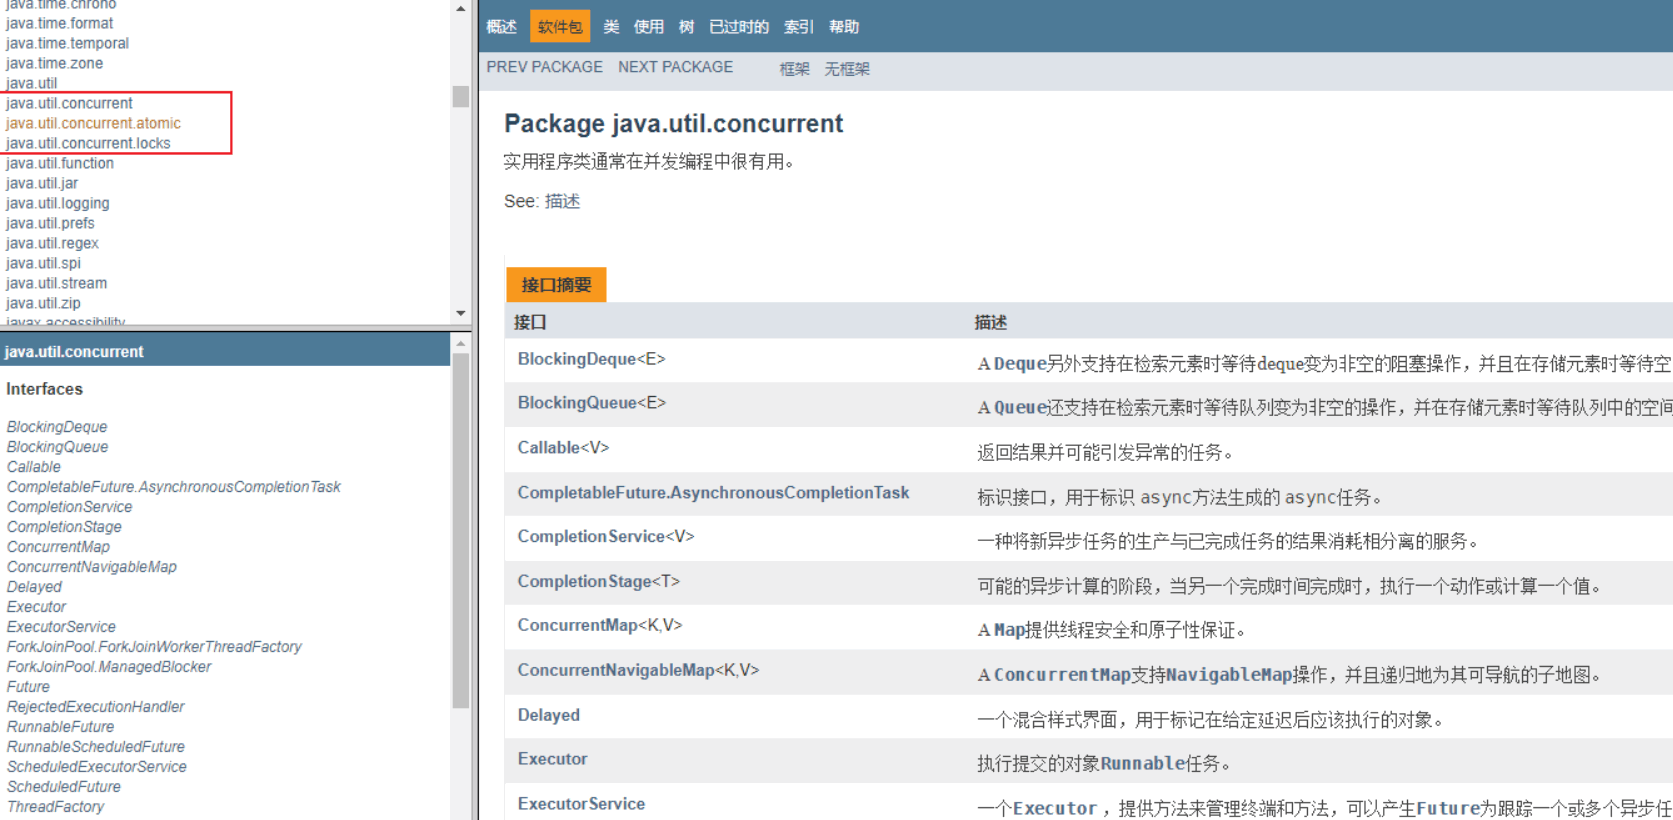 java.time.chrono
java.time.format
java.time.temporal
java.time.zone
java.util
java.util.concurrent
java.util.concurrent.atomic
java.util.concurrent.locks
java.util.function
java.util.jar
java.util.logging
java.util.prefs
java.util.regex
java.util.spi
java.util.stream
java.util.zip
javax.accessibility
java.util.concurrent
Interfaces
BlockingDeque
BlockingQueue
Callable
CompletableFuture.AsynchronousCompletionTask
CompletionService
CompletionStage
ConcurrentMap
ConcurrentNavigableMap
Delayed
Executor
ExecutorService
ForkJoinPool.ForkJoinWorkerThreadFactory
ForkJoinPool.ManagedBlocker
Future
RejectedExecutionHandler
RunnableFuture
RunnableScheduledFuture
ScheduledExecutorService
ScheduledFuture
ThreadFactory
概述 软件包 类 使用 树 已过时的 索引 帮助
PREV PACKAGE NEXT PACKAGE 框架 无框架
Package java.util.concurrent
实用程序类通常在并发编程中很有用。
See: 描述
接口摘要
接口 描述
BlockingDeque<E> A Deque另外支持在检索元素时等待deque变为非空的阻塞操作，并且在存储元素时等待空
BlockingQueue<E> A Queue还支持在检索元素时等待队列变为非空的操作，并在存储元素时等待队列中的空间
Callable<V> 返回结果并可能引发异常的任务。
CompletableFuture.AsynchronousCompletionTask 标识接口，用于标识 async方法生成的 async任务。
CompletionService<V> 一种将新异步任务的生产与已完成任务的结果消耗相分离的服务。
CompletionStage<T> 可能的异步计算的阶段，当另一个完成时间完成时，执行一个动作或计算一个值。
ConcurrentMap<K,V> A Map提供线程安全和原子性保证。
ConcurrentNavigableMap<K,V> A ConcurrentMap支持NavigableMap操作，并且递归地为其可导航的子地图。
Delayed 一个混合样式界面，用于标记在给定延迟后应该执行的对象。
Executor 执行提交的对象Runnable任务。
ExecutorService 一个Executor ，提供方法来管理终端和方法，可以产生Future为跟踪一个或多个异步任